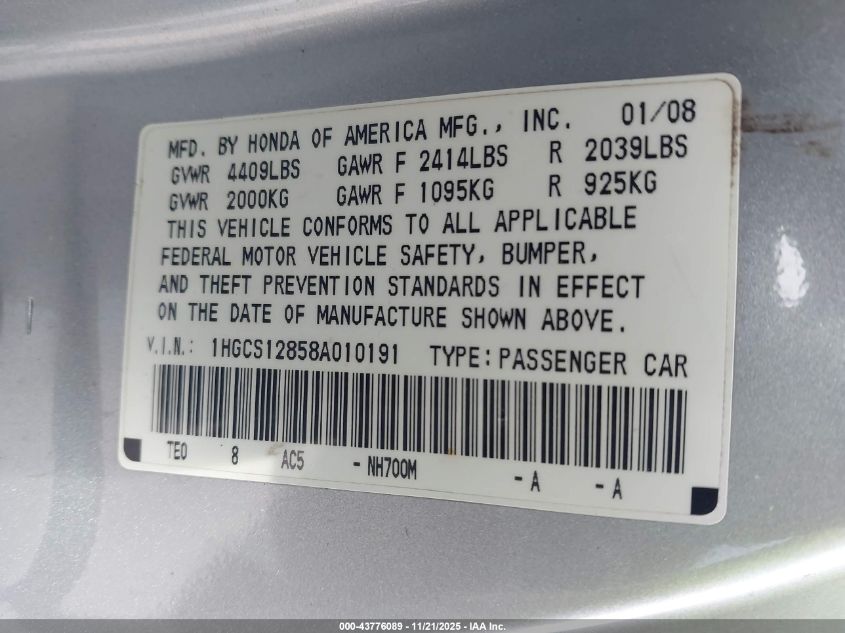 MFD. BY HONDA OF AMERICA MFG., INC. 01/08
GVWR 4409LBS GAWR F 2414LBS R 2039LBS
GVWR 2000KG GAWR F 1095KG R 925KG
THIS VEHICLE CONFORMS TO ALL APPLICABLE
FEDERAL MOTOR VEHICLE SAFETY, BUMPER,
AND THEFT PREVENTION STANDARDS IN EFFECT
ON THE DATE OF MANUFACTURE SHOWN ABOVE.
V.I.N.: 1HGCS12858A010191 TYPE:PASSENGER CAR
TE0 8 AC5 - NH700M - A - A
000-43776089 - 11/21/2025 - IAA Inc.